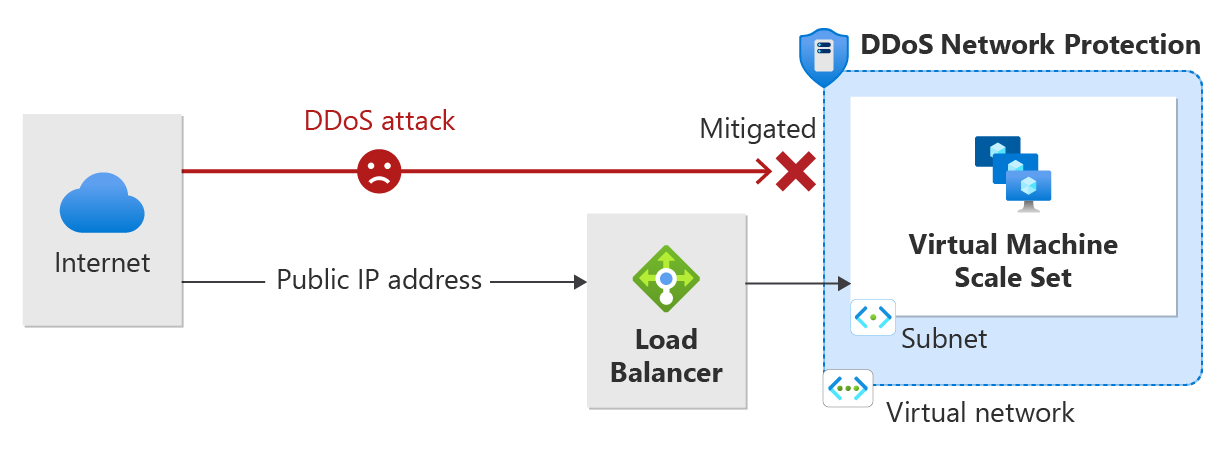 DDoS Network Protection
DDoS attack
Mitigated
Internet
Public IP address
Load
Balancer
Virtual Machine
Scale Set
Subnet
Virtual network